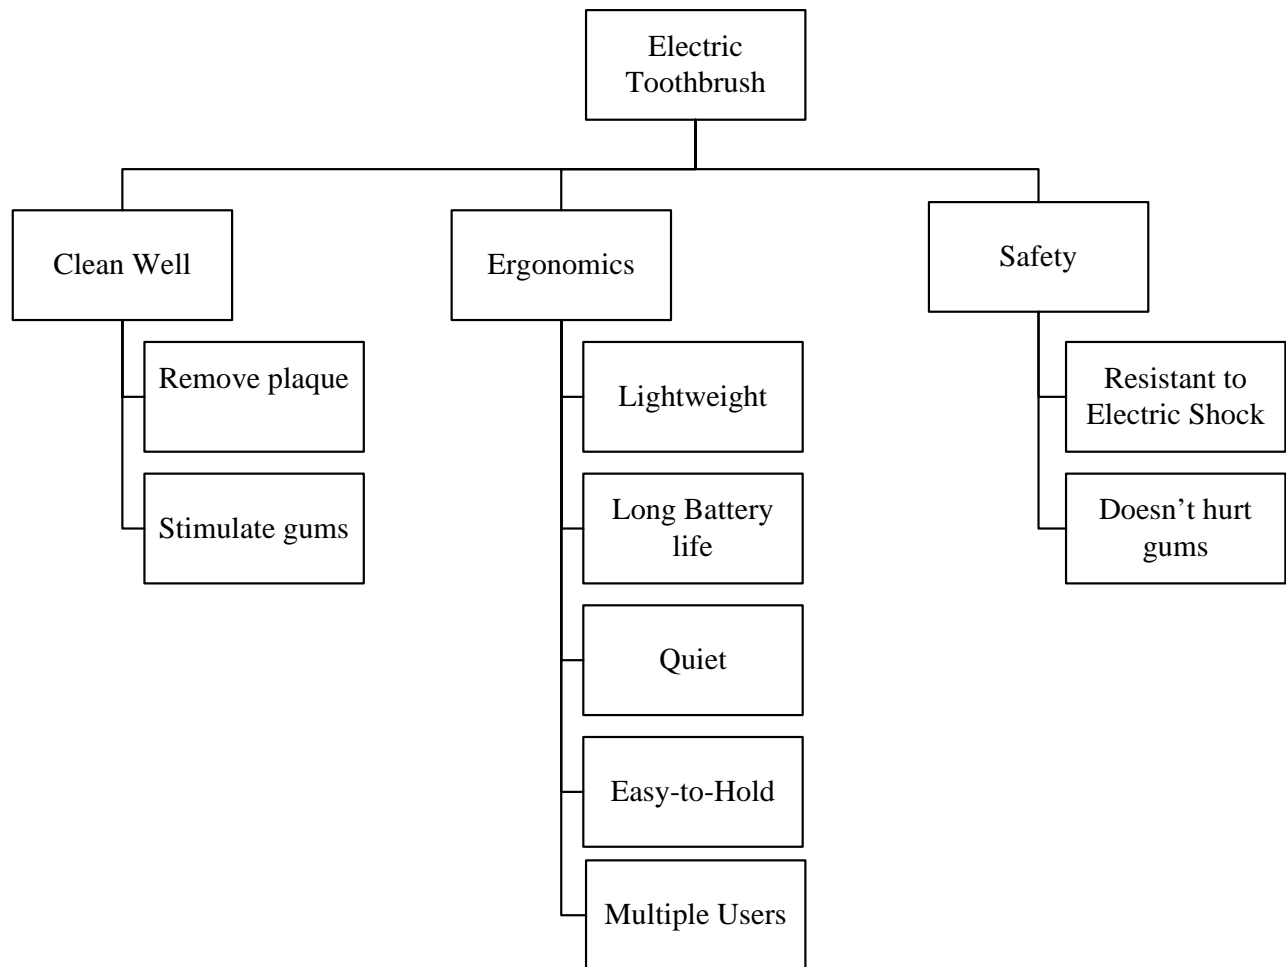 Electric
Toothbrush
Clean Well
Ergonomics
Safety
Remove plaque
Stimulate gums
Lightweight
Long Battery
life
Quiet
Easy-to-Hold
Multiple Users
Resistant to
Electric Shock
Doesn’t hurt
gums